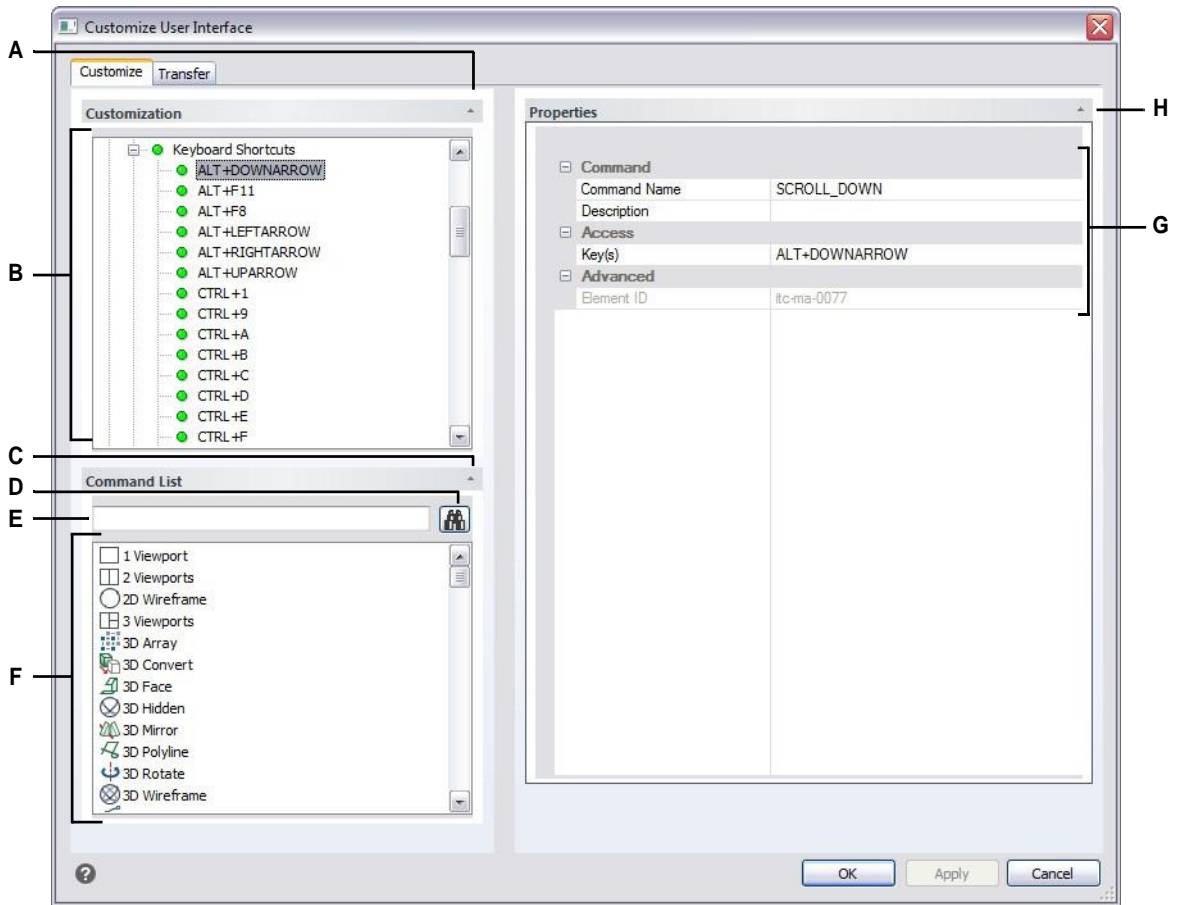 Customize User Interface
A
Customize Transfer
Customization
Properties
H
Keyboard Shortcuts
ALT+DOWNARROW
ALT+F11
ALT+F8
ALT+LEFTARROW
ALT+RIGHTARROW
ALT+UPARROW
CTRL+1
CTRL+9
CTRL+A
CTRL+B
CTRL+C
CTRL+D
CTRL+E
CTRL+F
B
Command
Command Name SCROLL_DOWN
Description
Access
Key(s) ALT+DOWNARROW
Advanced
Element ID itc-ma-0077
G
C
Command List
D
E
1 Viewport
2 Viewports
2D Wireframe
3 Viewports
3D Array
3D Convert
3D Face
3D Hidden
3D Mirror
3D Polyline
3D Rotate
3D Wireframe
F
?
OK Apply Cancel